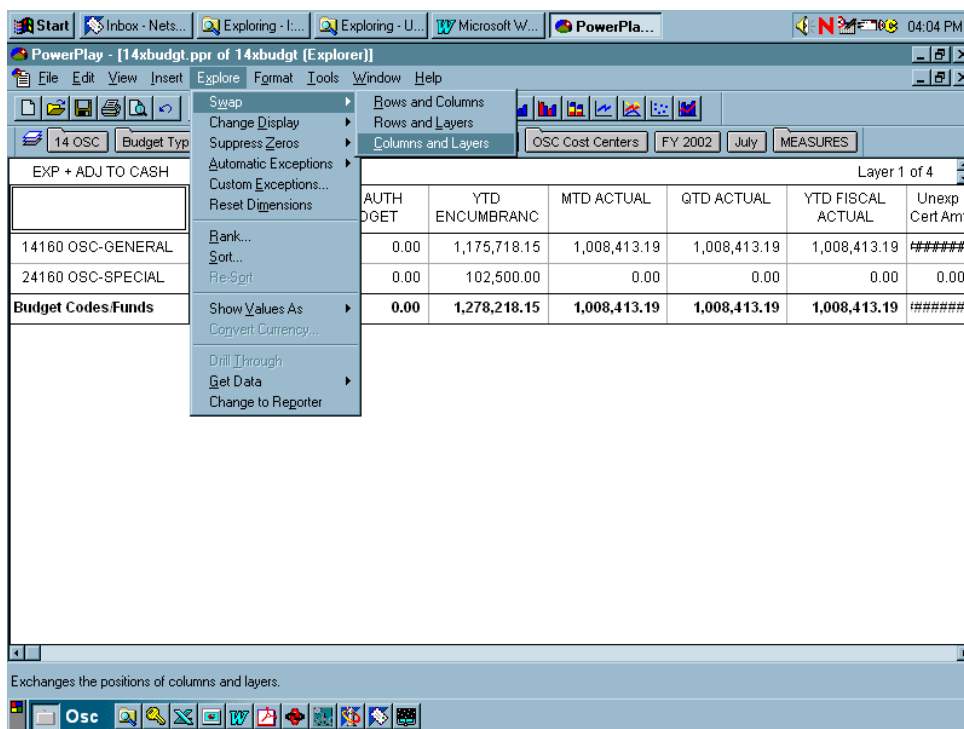 Start Inbox - Nets... Exploring - I:... Exploring - U... Microsoft W... PowerPla... 04:04 PM
PowerPlay - [14xbudgt.ppr of 14xbudgt (Explorer)]
File Edit View Insert Explore Format Tools Window Help
14 OSC Budget Typ OSC Cost Centers FY 2002 July MEASURES
EXP + ADJ TO CASH Layer 1 of 4
AUTH YTD MTD ACTUAL QTD ACTUAL YTD FISCAL Unexp
DGET ENCUMBRANC ACTUAL Cert Am
14160 OSC-GENERAL 0.00 1,175,718.15 1,008,413.19 1,008,413.19 1,008,413.19 #######
24160 OSC-SPECIAL 0.00 102,500.00 0.00 0.00 0.00 0.00
Budget Codes/Funds 0.00 1,278,218.15 1,008,413.19 1,008,413.19 1,008,413.19 #######
Swap
Change Display
Suppress Zeros
Automatic Exceptions
Custom Exceptions...
Reset Dimensions
Rank...
Sort...
Re-Sort
Show Values As
Convert Currency...
Drill Through
Get Data
Change to Reporter
Rows and Columns
Rows and Layers
Columns and Layers
Exchanges the positions of columns and layers.
Osc